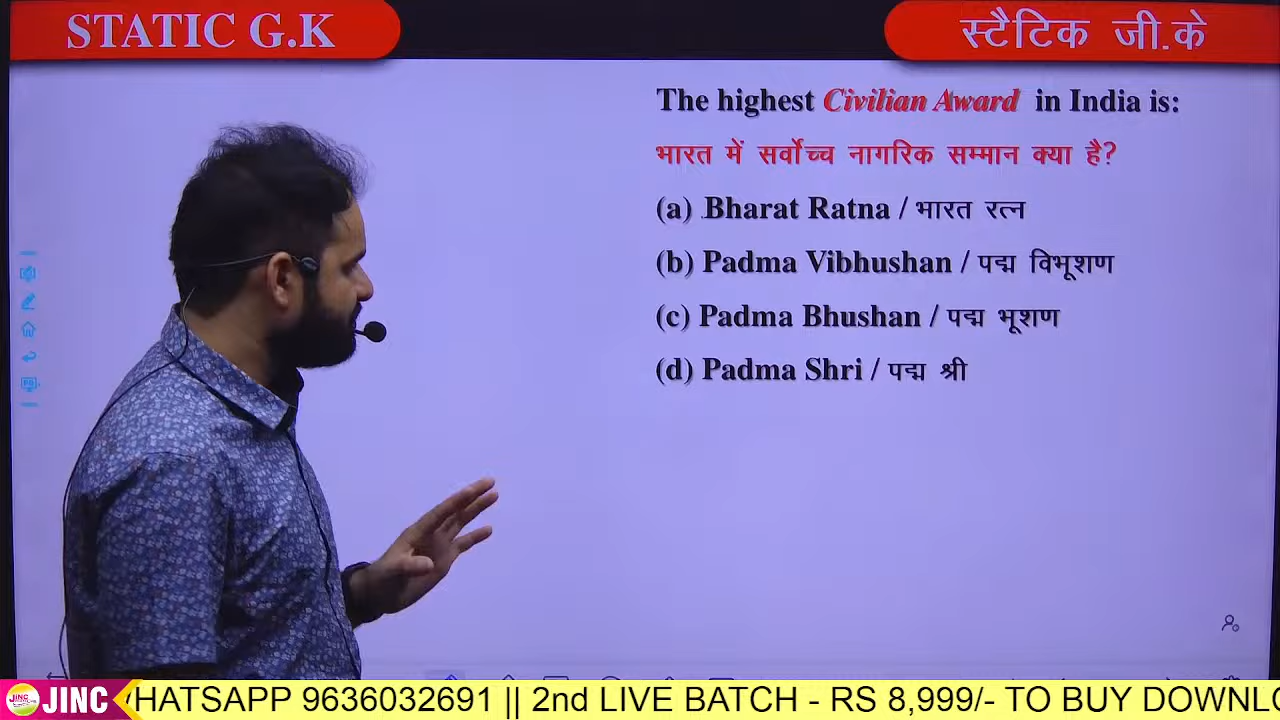 STATIC G.K
स्टैटिक जी.के
The highest Civilian Award in India is:
भारत में सर्वोच्च नागरिक सम्मान क्या है?
(a) Bharat Ratna / भारत रत्न
(b) Padma Vibhushan / पद्म विभूशण
(c) Padma Bhushan / पद्म भूशण
(d) Padma Shri / पद्म श्री
JINC HATSAPP 9636032691 || 2nd LIVE BATCH - RS 8,999/- TO BUY